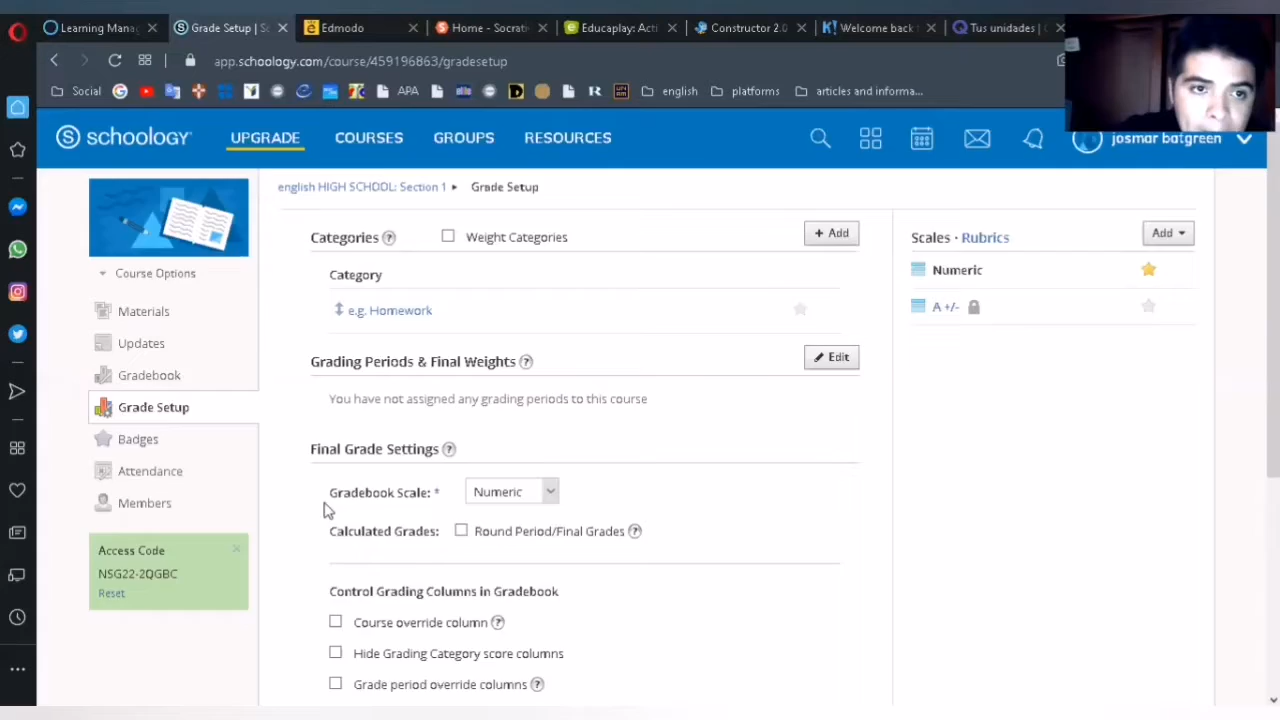 Learning Mana
Grade Setup | Sc
Edmodo
Home - Socrati
Educaplay: Acti
Constructor 2.0
Welcome back
Tus unidades |
app.schoology.com/course/459196863/gradesetup
Social
APA
english
platforms
articles and informa...
schoology
UPGRADE
COURSES
GROUPS
RESOURCES
josmar batgreen
english HIGH SCHOOL: Section 1 ▸ Grade Setup
Course Options
Materials
Updates
Gradebook
Grade Setup
Badges
Attendance
Members
Access Code
NSG22-2QGBC
Reset
Categories ?
Weight Categories
+ Add
Category
e.g. Homework
Grading Periods & Final Weights ?
Edit
You have not assigned any grading periods to this course
Final Grade Settings ?
Gradebook Scale: * Numeric
Calculated Grades: Round Period/Final Grades ?
Control Grading Columns in Gradebook
Course override column ?
Hide Grading Category score columns
Grade period override columns ?
Scales · Rubrics
Add
Numeric
A +/-